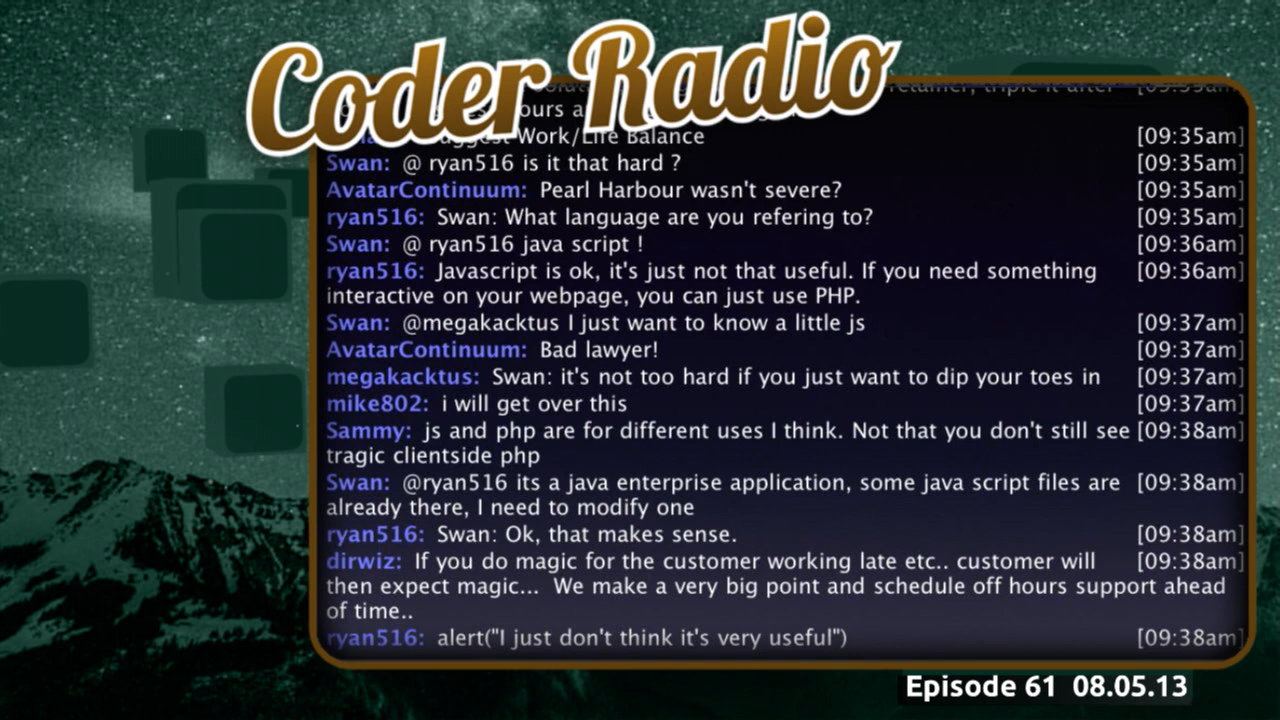 Coder Radio
retainer, triple it after [09:39am]
ours a
Work/Life Balance [09:35am]
Swan: @ ryan516 is it that hard ? [09:35am]
AvatarContinuum: Pearl Harbour wasn't severe? [09:35am]
ryan516: Swan: What language are you refering to? [09:35am]
Swan: @ ryan516 java script ! [09:36am]
ryan516: Javascript is ok, it's just not that useful. If you need something [09:36am]
interactive on your webpage, you can just use PHP.
Swan: @megakacktus I just want to know a little js [09:37am]
AvatarContinuum: Bad lawyer! [09:37am]
megakacktus: Swan: it's not too hard if you just want to dip your toes in [09:37am]
mike802: i will get over this [09:37am]
Sammy: js and php are for different uses I think. Not that you don't still see [09:38am]
tragic clientside php
Swan: @ryan516 its a java enterprise application, some java script files are [09:38am]
already there, I need to modify one
ryan516: Swan: Ok, that makes sense. [09:38am]
dirwiz: If you do magic for the customer working late etc.. customer will [09:38am]
then expect magic... We make a very big point and schedule off hours support ahead
of time..
ryan516: alert("I just don't think it's very useful") [09:38am]
Episode 61 08.05.13